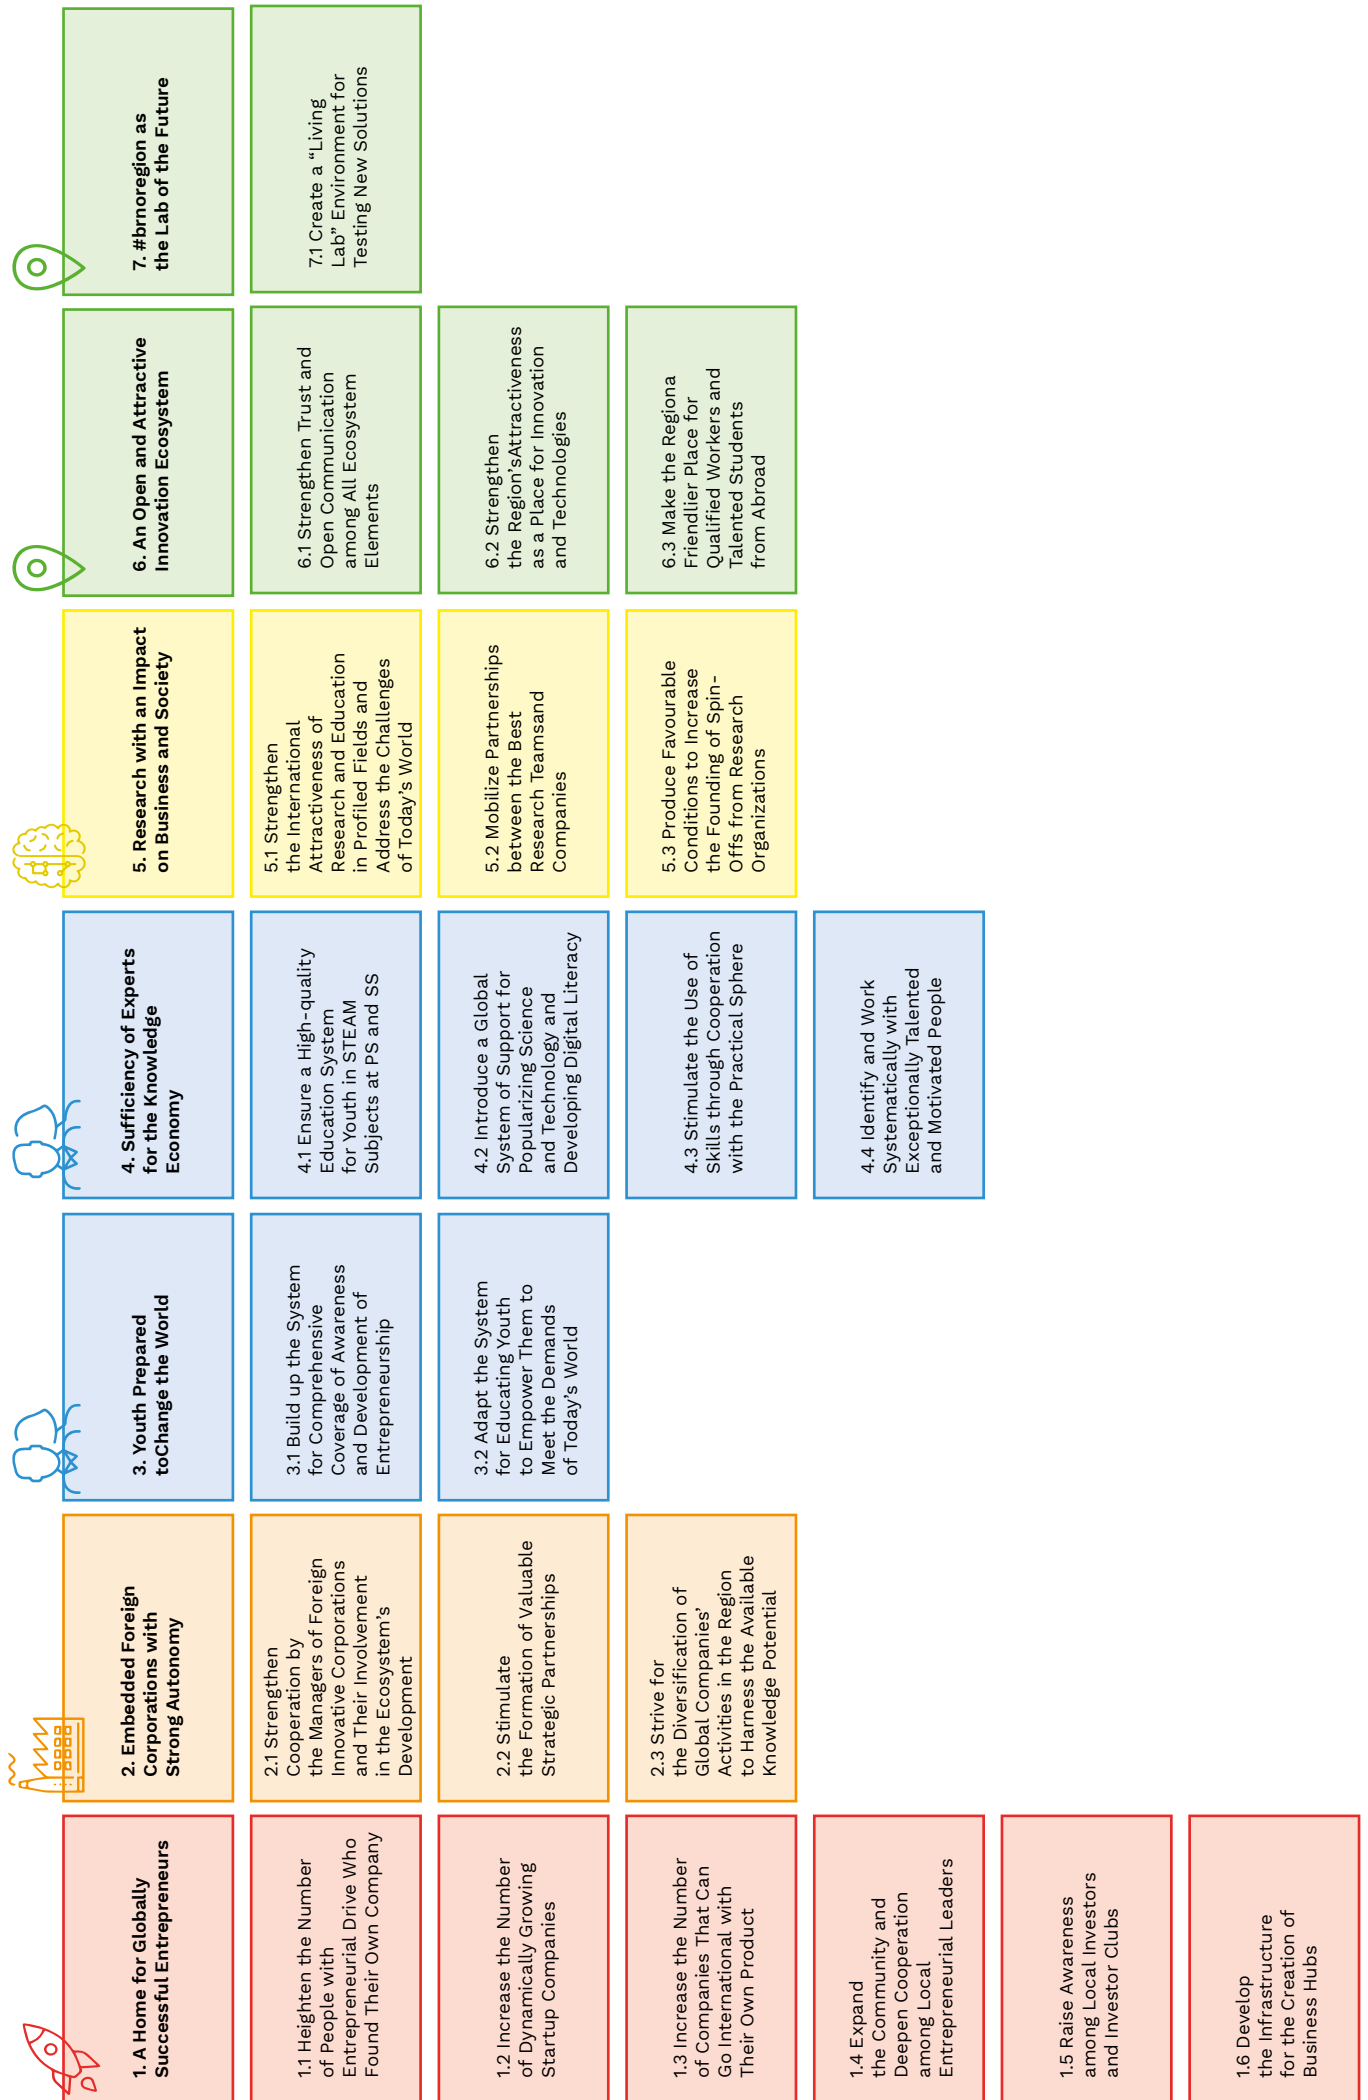 1. A Home for Globally
Successful Entrepreneurs
1.1 Heighten the Number
of People with
Entrepreneurial Drive Who
Found Their Own Company
1.2 Increase the Number
of Dynamically Growing
Startup Companies
1.3 Increase the Number
of Companies That Can
Go International with
Their Own Product
1.4 Expand
the Community and
Deepen Cooperation
among Local
Entrepreneurial Leaders
1.5 Raise Awareness
among Local Investors
and Investor Clubs
1.6 Develop
the Infrastructure
for the Creation of
Business Hubs
2. Embedded Foreign
Corporations with
Strong Autonomy
2.1 Strengthen
Cooperation by
the Managers of Foreign
Innovative Corporations
and Their Involvement
in the Ecosystem’s
Development
2.2 Stimulate
the Formation of Valuable
Strategic Partnerships
2.3 Strive for
the Diversification of
Global Companies’
Activities in the Region
to Harness the Available
Knowledge Potential
3. Youth Prepared
toChange the World
3.1 Build up the System
for Comprehensive
Coverage of Awareness
and Development of
Entrepreneurship
3.2 Adapt the System
for Educating Youth
to Empower Them to
Meet the Demands
of Today’s World
4. Sufficiency of Experts
for the Knowledge
Economy
4.1 Ensure a High-quality
Education System
for Youth in STEAM
Subjects at PS and SS
4.2 Introduce a Global
System of Support for
Popularizing Science
and Technology and
Developing Digital Literacy
4.3 Stimulate the Use of
Skills through Cooperation
with the Practical Sphere
4.4 Identify and Work
Systematically with
Exceptionally Talented
and Motivated People
5. Research with an Impact
on Business and Society
5.1 Strengthen
the International
Attractiveness of
Research and Education
in Profiled Fields and
Address the Challenges
of Today’s World
5.2 Mobilize Partnerships
between the Best
Research Teamsand
Companies
5.3 Produce Favourable
Conditions to Increase
the Founding of Spin-
Offs from Research
Organizations
6. An Open and Attractive
Innovation Ecosystem
6.1 Strengthen Trust and
Open Communication
among All Ecosystem
Elements
6.2 Strengthen
the Region’sAttractiveness
as a Place for Innovation
and Technologies
6.3 Make the Regiona
Friendlier Place for
Qualified Workers and
Talented Students
from Abroad
7. #brnoregion as
the Lab of the Future
7.1 Create a “Living
Lab” Environment for
Testing New Solutions